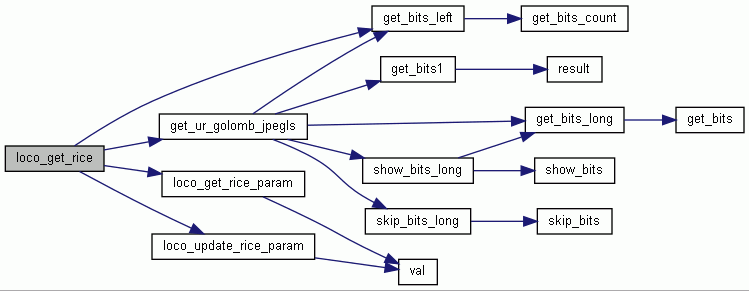 get_bits_left
get_bits_count
get_bits1
result
get_ur_golomb_jpegls
get_bits_long
get_bits
loco_get_rice
show_bits_long
show_bits
loco_get_rice_param
skip_bits_long
skip_bits
loco_update_rice_param
val